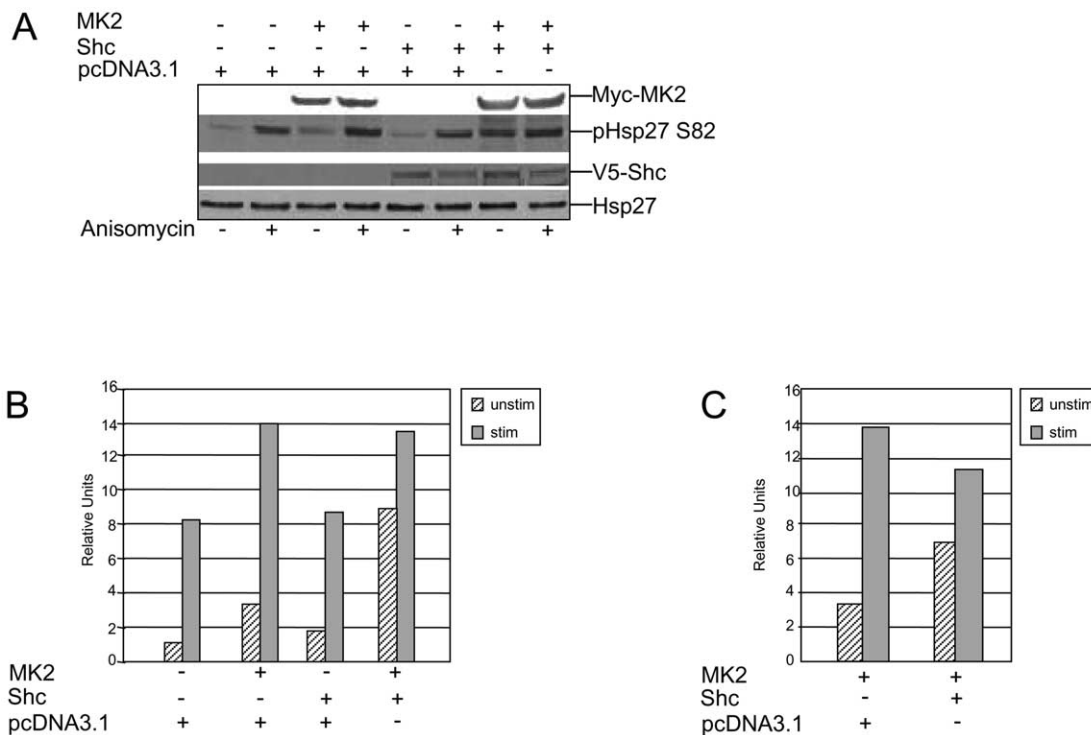 A
MK2 - - + + - - + +
Shc - - - - + + + +
pcDNA3.1 + + + + + + - -
Myc-MK2
pHsp27 S82
V5-Shc
Hsp27
Anisomycin - + - + - + - +
B
16
14
12
10
8
6
4
2
0
Relative Units
unstim
stim
MK2 - + - +
Shc - - + +
pcDNA3.1 + + + -
C
16
14
12
10
8
6
4
2
0
Relative Units
unstim
stim
MK2 + +
Shc - +
pcDNA3.1 + -